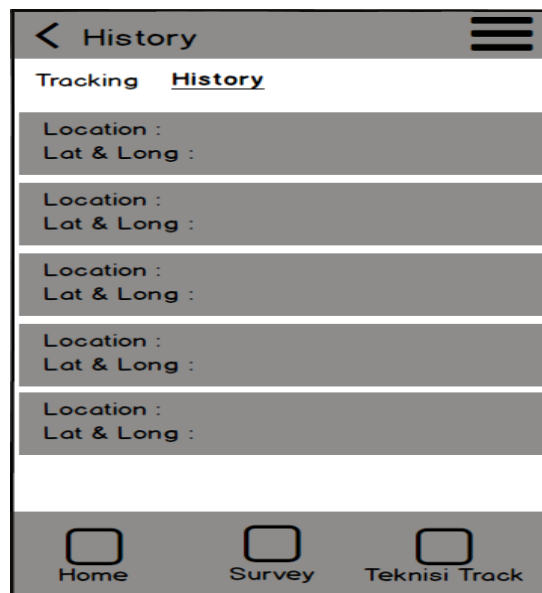 History
Tracking History
Location :
Lat & Long :
Location :
Lat & Long :
Location :
Lat & Long :
Location :
Lat & Long :
Location :
Lat & Long :
Home Survey Teknisi Track